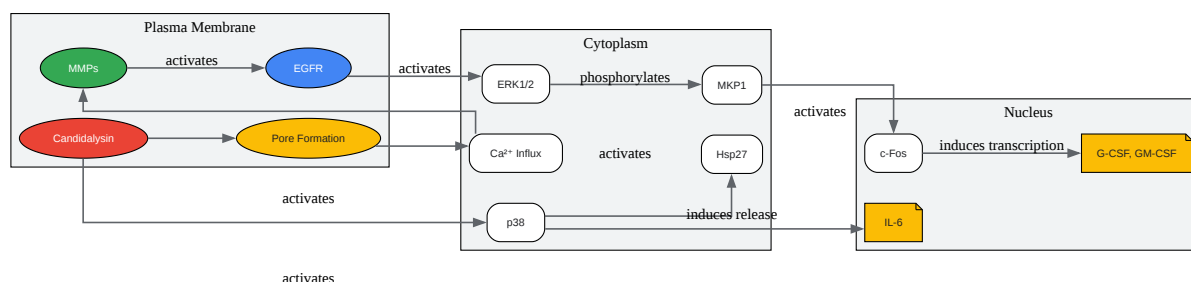 Plasma Membrane
Cytoplasm
MMPs
activates
EGFR
activates
ERK1/2
phosphorylates
MKP1
activates
Nucleus
Candidalysin
Pore Formation
Ca²⁺ Influx
activates
Hsp27
c-Fos
induces transcription
G-CSF, GM-CSF
activates
p38
induces release
IL-6
activates